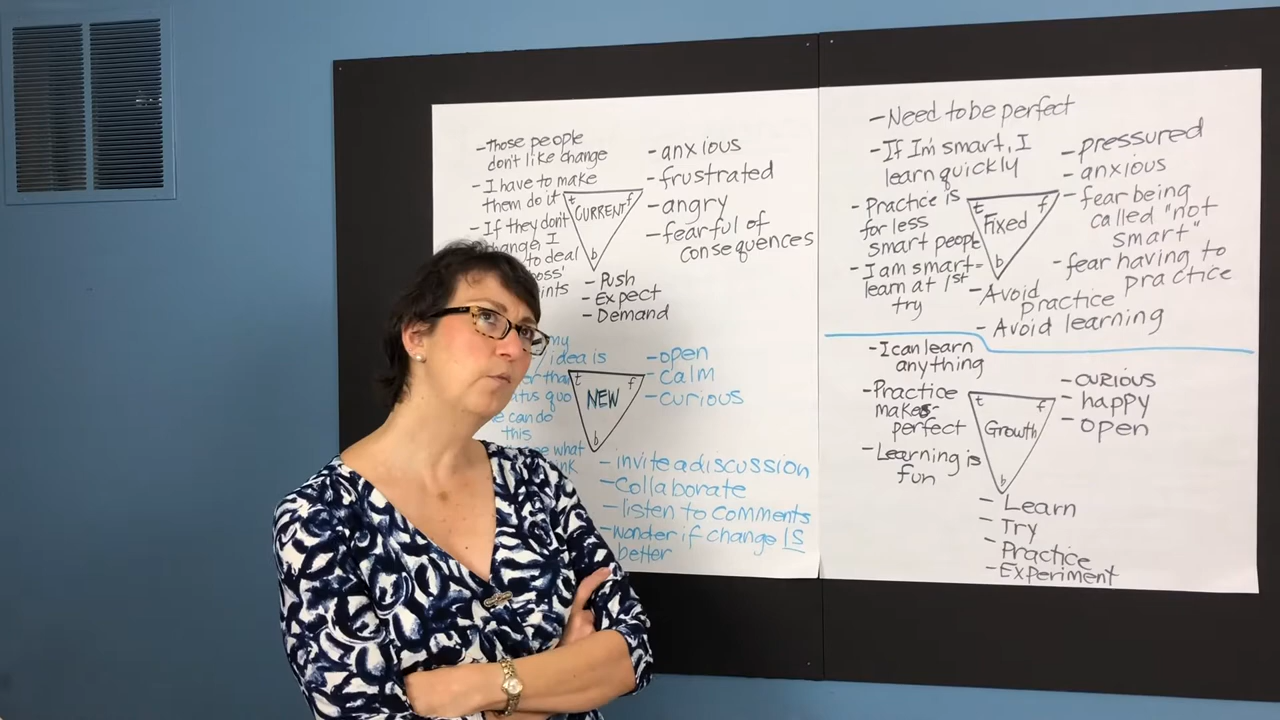 -those people
don't like change
-I have to make
them do it
-If they don't
change, I
to deal
boss'
-anxious
-frustrated
-angry
-fearful of
consequences
t
CURRENT
f
b
-Push
-Expect
-Demand
my
idea is
than
quo
can do
this
what
-open
-calm
-curious
t
f
NEW
b
-invite a discussion
-Collaborate
-listen to comments
-wonder if change IS
better
-Need to be perfect
-If I'm smart, I
learn quickly
-Practice is
for less
smart people
-I am smart-
learn at 1st
try
-pressured
-anxious
-fear being
called "not
smart"
-fear having to
practice
t
f
Fixed
b
-Avoid
practice
-Avoid learning
-I can learn
anything
-Practice
makes
perfect
-Learning is
fun
-curious
-happy
-open
t
f
Growth
b
-Learn
-Try
-Practice
-Experiment